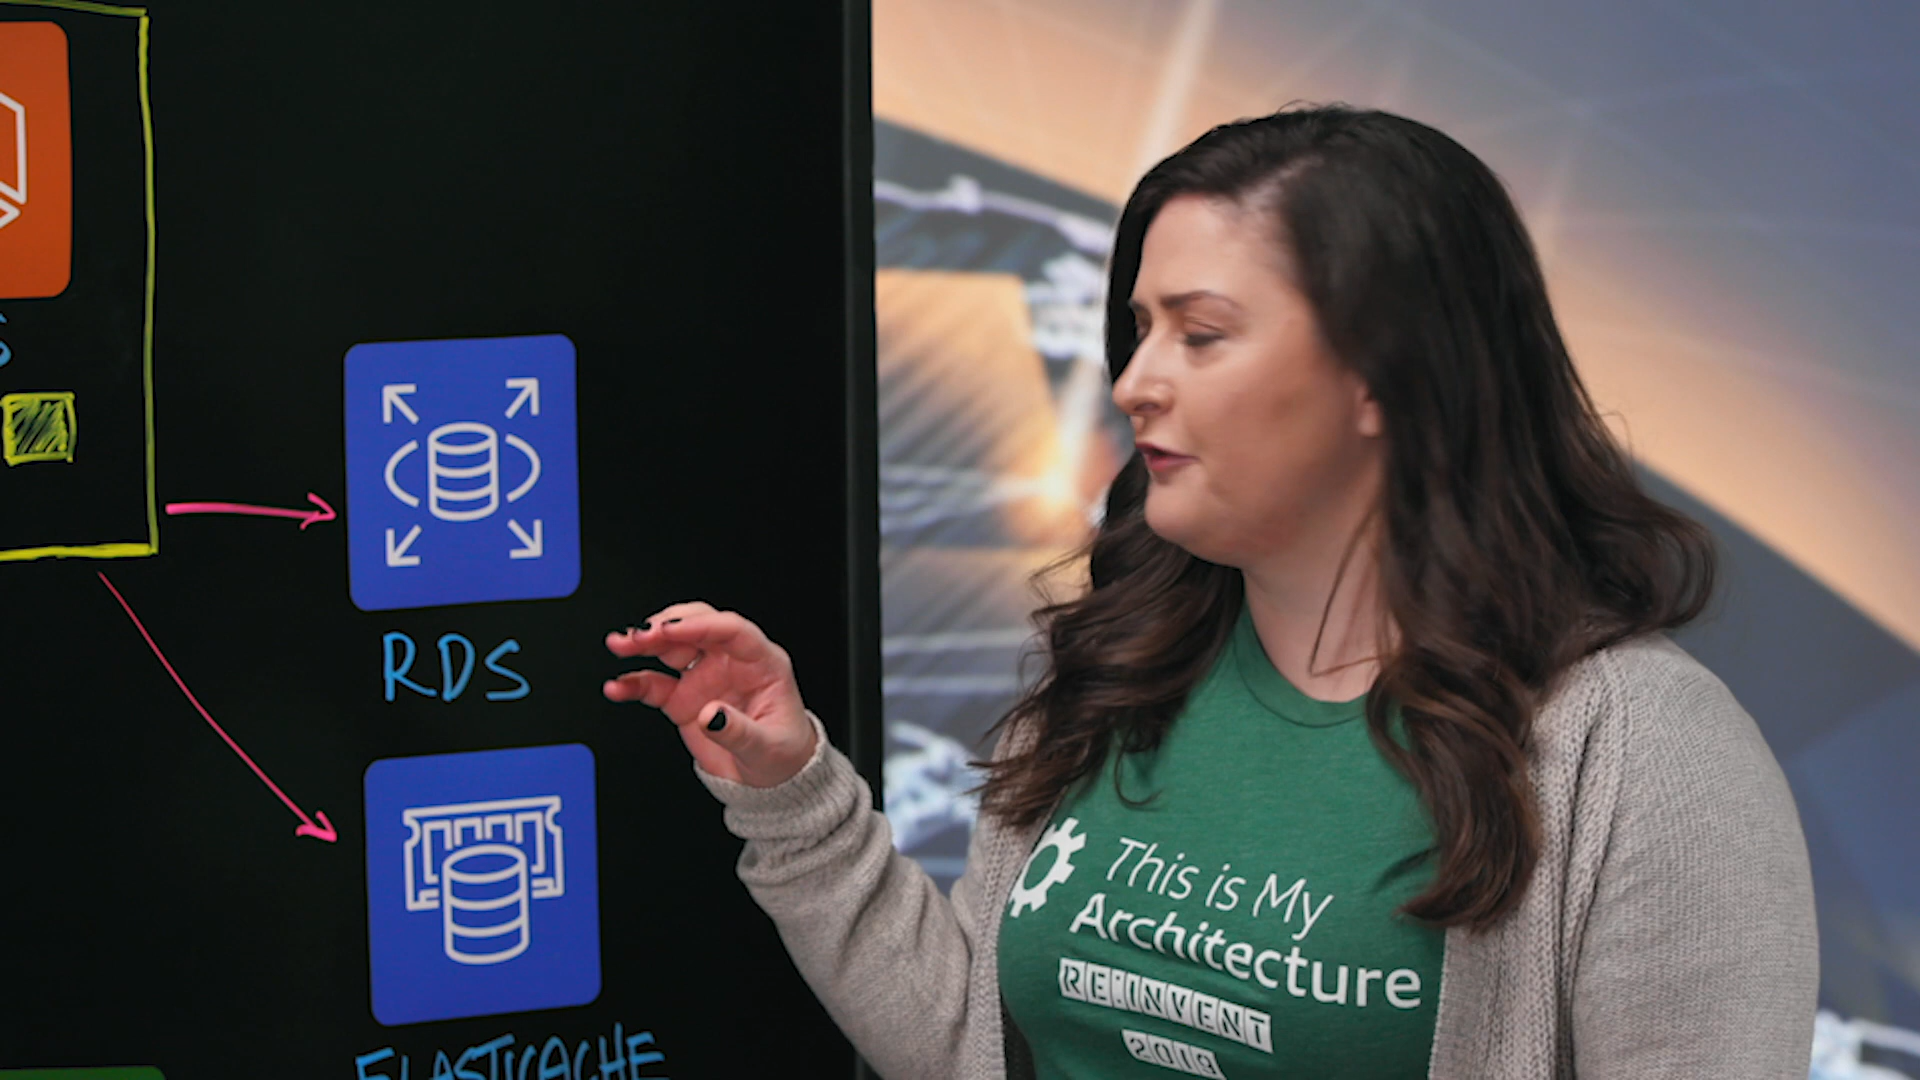 RDS
ELASTICACHE
This is My
Architecture
RE:INVENT
2019